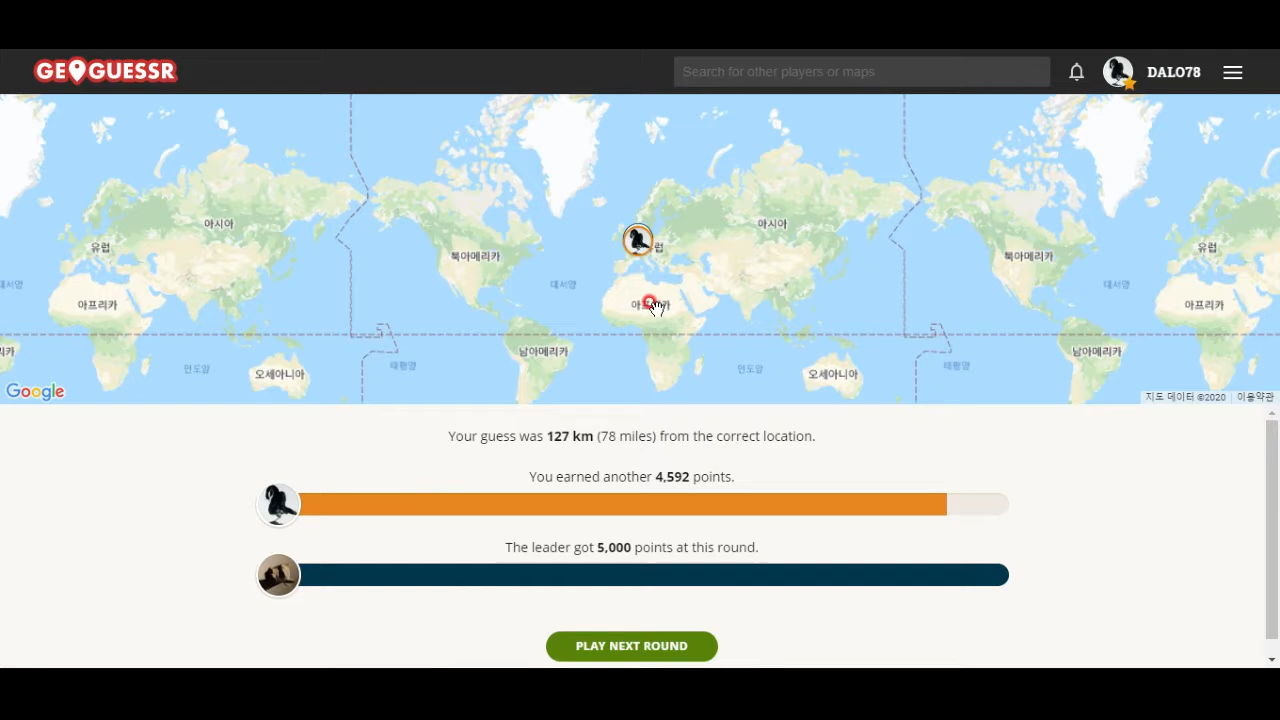 GEOGUESSR
Search for other players or maps
DALO78
아시아
유럽
북아메리카
대서양
아프리카
인도양
오세아니아
태평양
남아메리카
아시아
럽
북아메리카
대서양
유럽
아프리카
인도양
오세아니아
태평양
남아메리카
Google
지도 데이터 ©2020
이용약관
Your guess was 127 km (78 miles) from the correct location.
You earned another 4,592 points.
The leader got 5,000 points at this round.
PLAY NEXT ROUND